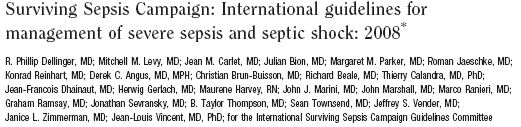 Surviving Sepsis Campaign: International guidelines for
management of severe sepsis and septic shock: 2008*
R. Phillip Dellinger, MD; Mitchell M. Levy, MD; Jean M. Carlet, MD; Julian Bion, MD; Margaret M. Parker, MD; Roman Jaeschke, MD;
Konrad Reinhart, MD; Derek C. Angus, MD, MPH; Christian Brun-Buisson, MD; Richard Beale, MD; Thierry Calandra, MD, PhD;
Jean-Francois Dhainaut, MD; Herwig Gerlach, MD; Maurene Harvey, RN; John J. Marini, MD; John Marshall, MD; Marco Ranieri, MD;
Graham Ramsay, MD; Jonathan Sevransky, MD; B. Taylor Thompson, MD; Sean Townsend, MD; Jeffrey S. Vender, MD;
Janice L. Zimmerman, MD; Jean-Louis Vincent, MD, PhD; for the International Surviving Sepsis Campaign Guidelines Committee